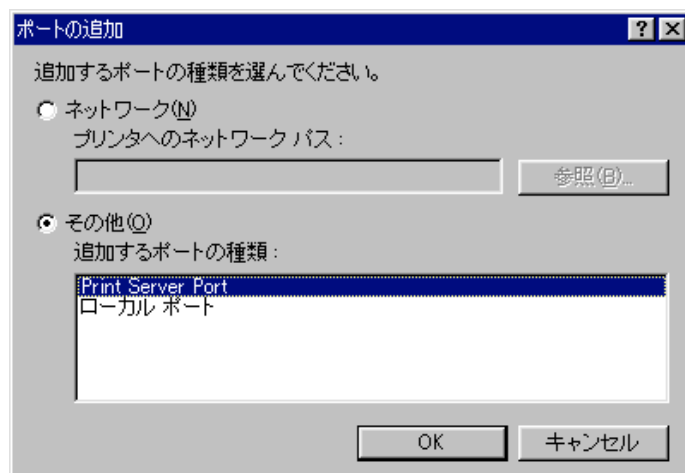 ポートの追加
追加するポートの種類を選んでください。
ネットワーク(N)
プリンタへのネットワーク パス :
参照(B)...
その他(O)
追加するポートの種類 :
Print Server Port
ローカル ポート
OK
キャンセル